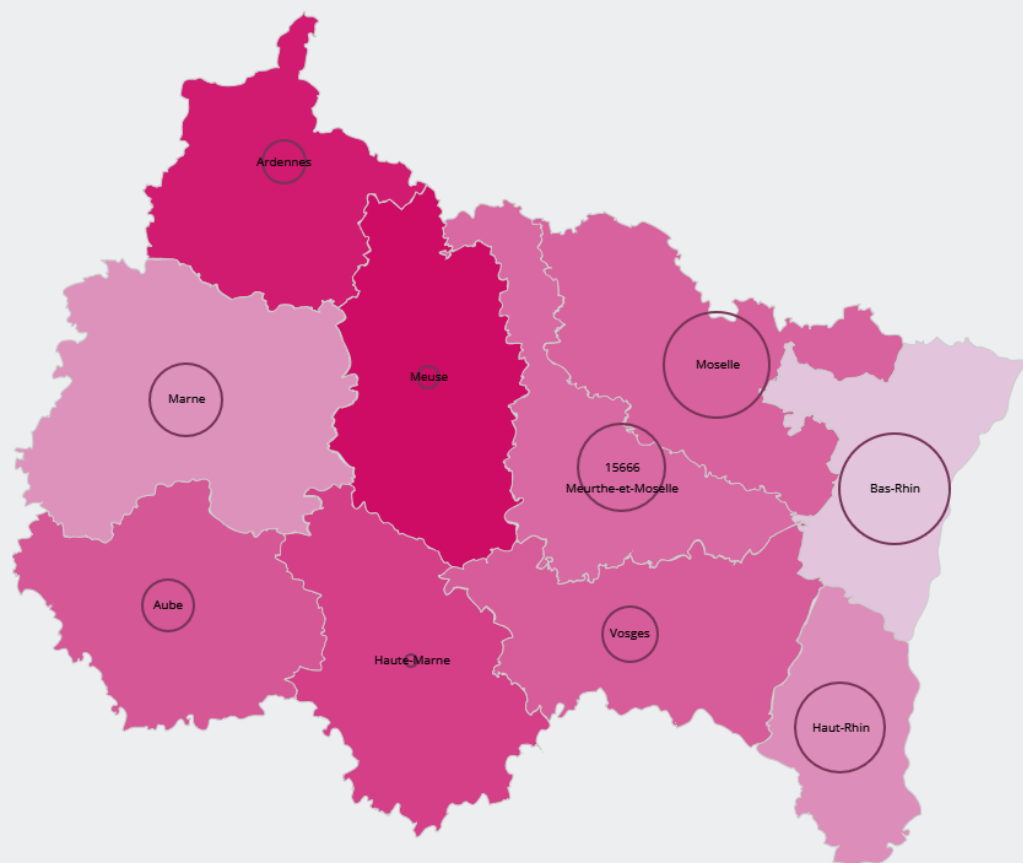 Ardennes
Meuse
Moselle
Marne
15666
Meurthe-et-Moselle
Bas-Rhin
Aube
Vosges
Haute-Marne
Haut-Rhin